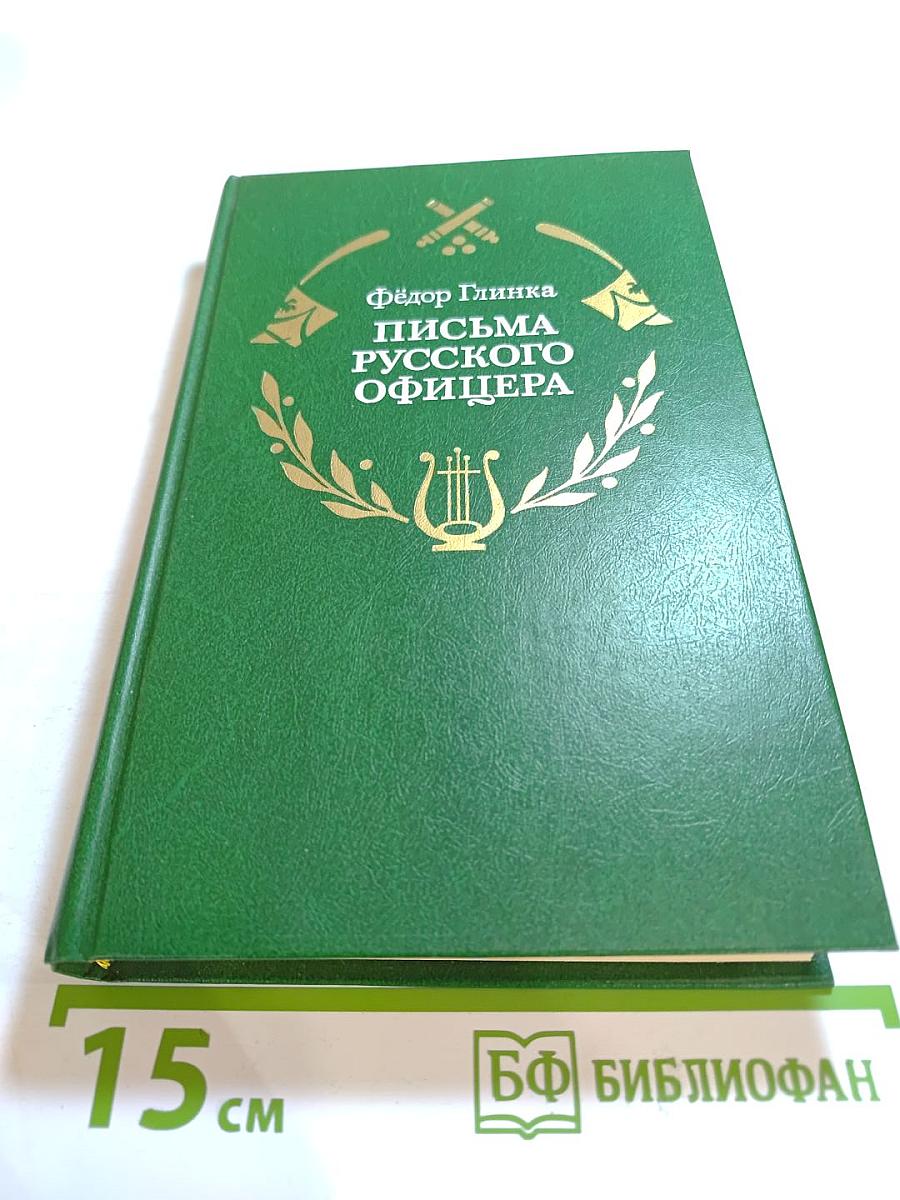 Фёдор Глинка
ПИСЬМА
РУССКОГО
ОФИЦЕРА
15 см
БФ БИБЛИОФАН